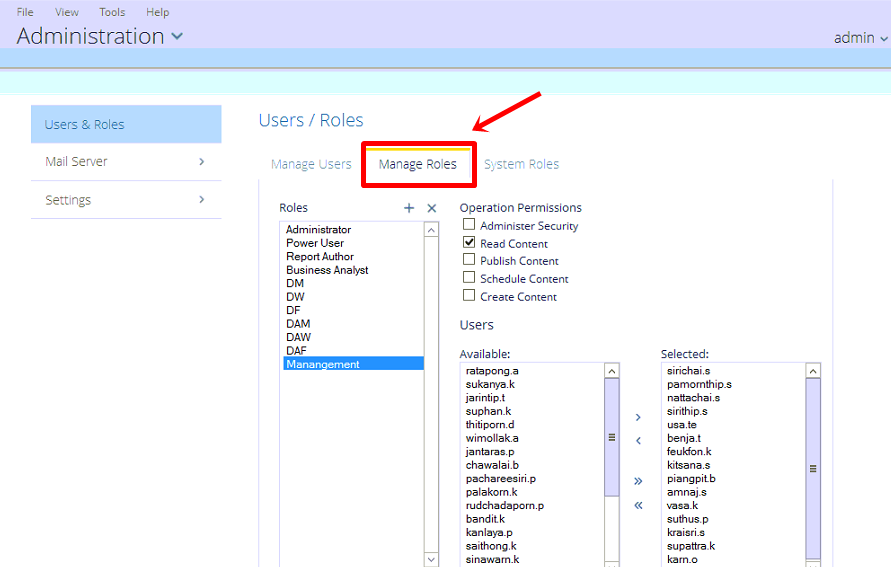 File View Tools Help
Administration
admin
Users & Roles
Mail Server
Settings
Users / Roles
Manage Users Manage Roles System Roles
Roles
Administrator
Power User
Report Author
Business Analyst
DM
DW
DF
DAM
DAW
DAF
Manangement
Operation Permissions
Administer Security
Read Content
Publish Content
Schedule Content
Create Content
Users
Available:
ratapong.a
sukanya.k
jarintip.t
suphan.k
thitiporn.d
wimollak.a
jantaras.p
chawalai.b
pachareesiri.p
palakorn.k
rudchadaporn.p
bandit.k
kanlaya.p
saithong.k
sinawarn.k
Selected:
sirichai.s
pamornthip.s
nattachai.s
sirithip.s
usa.te
benja.t
feukfon.k
kitsana.s
piangpit.b
amnaj.s
vasa.k
suthus.p
kraisri.s
supattra.k
karn.o